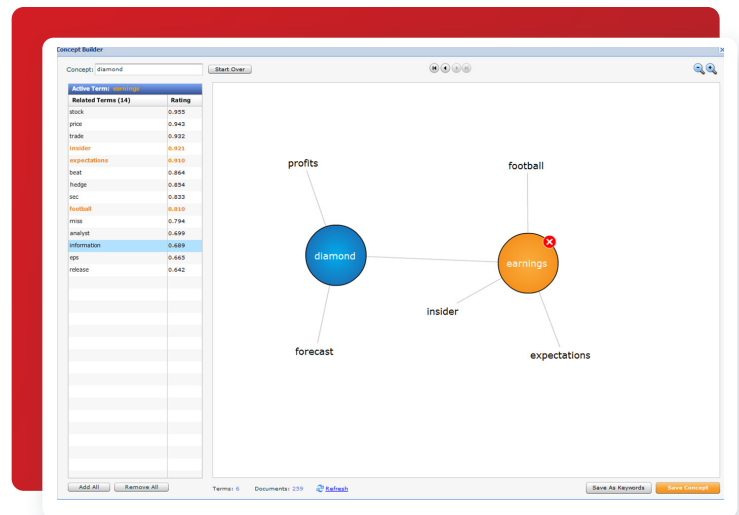 Concept Builder
Concept: diamond
Start Over
Active Term: earnings
Related Terms (14) Rating
stock 0.955
price 0.943
trade 0.932
insider 0.921
expectations 0.910
beat 0.864
hedge 0.854
sec 0.833
football 0.810
miss 0.794
analyst 0.699
information 0.689
eps 0.665
release 0.642
profits
football
diamond
earnings
insider
forecast
expectations
Add All Remove All
Terms: 6 Documents: 259 Refresh
Save As Keywords Save Concept